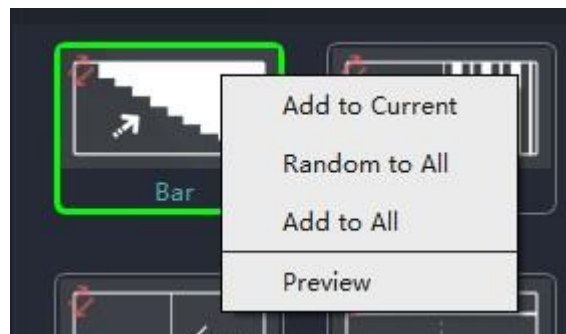 Add to Current
Random to All
Bar
Add to All
Preview